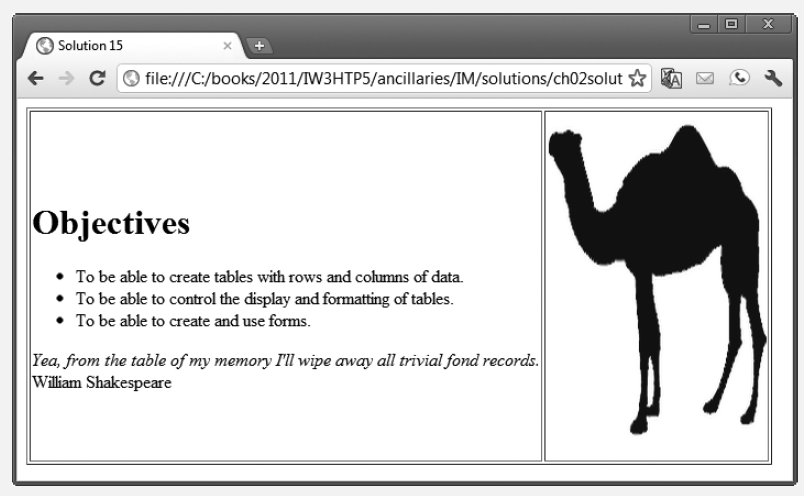 Solution 15
file:///C:/books/2011/IW3HTP5/ancillaries/IM/solutions/ch02solut
Objectives
• To be able to create tables with rows and columns of data.
• To be able to control the display and formatting of tables.
• To be able to create and use forms.
Yea, from the table of my memory I'll wipe away all trivial fond records.
William Shakespeare